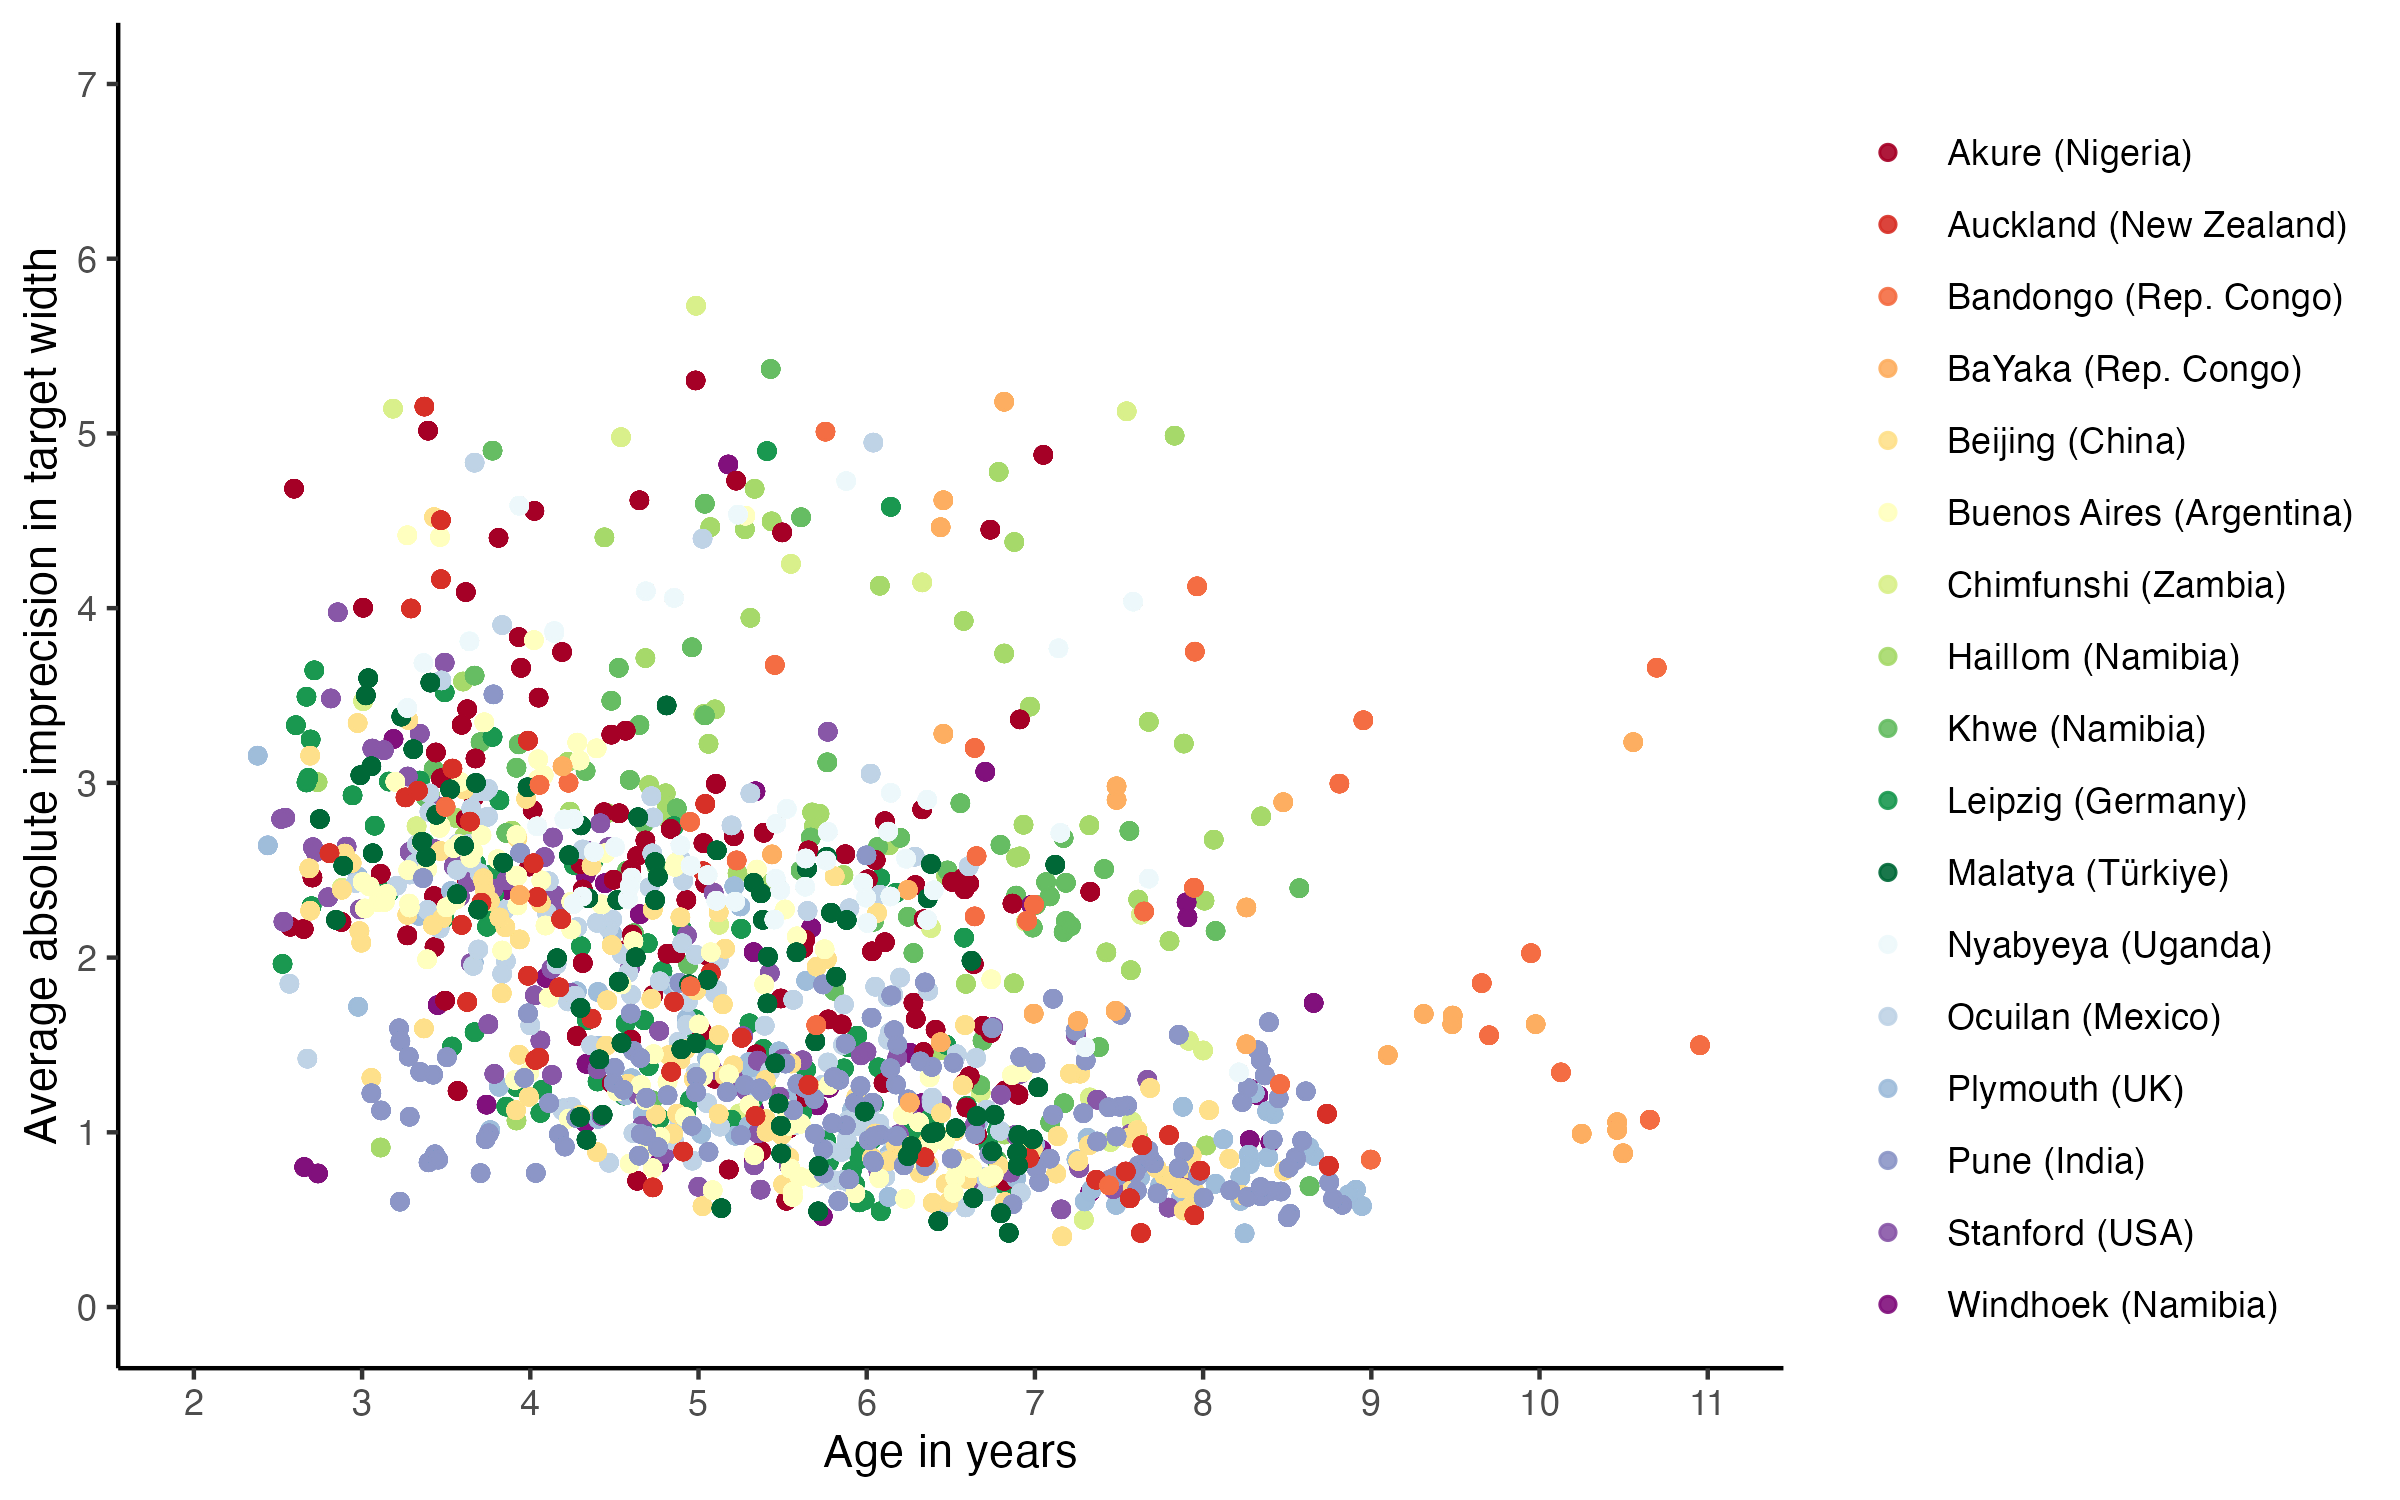 Average absolute imprecision in target width
7
6
5
4
3
2
1
0
2 3 4 5 6 7 8 9 10 11
Age in years
Akure (Nigeria)
Auckland (New Zealand)
Bandongo (Rep. Congo)
BaYaka (Rep. Congo)
Beijing (China)
Buenos Aires (Argentina)
Chimfunshi (Zambia)
Haillom (Namibia)
Khwe (Namibia)
Leipzig (Germany)
Malatya (Türkiye)
Nyabyeya (Uganda)
Ocuilan (Mexico)
Plymouth (UK)
Pune (India)
Stanford (USA)
Windhoek (Namibia)